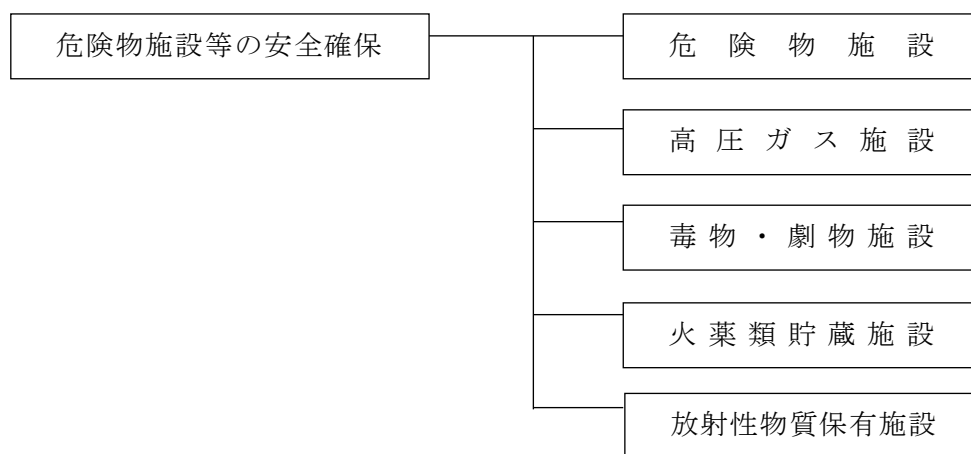 危険物施設等の安全確保
危険物施設
高圧ガス施設
毒物・劇物施設
火薬類貯蔵施設
放射性物質保有施設